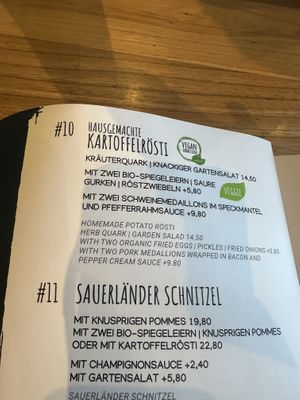 #10 HAUSGEMACHTE
KARTOFFELRÖSTI
VEGAN
KRÄUTERQUARK | KNACKIGER GARTENSALAT 14,50
MIT ZWEI BIO-SPIEGELEIERN | SAURE
GURKEN | RÖSTZWIEBELN +5,80
VEGGIE
MIT ZWEI SCHWEINEMEDAILLONS IM SPECKMANTEL
UND PFEFFERRAHMSAUCE +9,80
HOMEMADE POTATO RÖSTI
HERB QUARK | GARDEN SALAD 14.50
WITH TWO ORGANIC FRIED EGGS | PICKLES | FRIED ONIONS +5.80
WITH TWO PORK MEDALLIONS WRAPPED IN BACON AND
PEPPER CREAM SAUCE +9.80
#11 SAUERLÄNDER SCHNITZEL
MIT KNUSPRIGEN POMMES 19,80
MIT ZWEI BIO-SPIEGELEIERN | KNUSPRIGEN POMMES
ODER MIT KARTOFFELRÖSTI 22,80
MIT CHAMPIGNONSAUCE +2,40
MIT GARTENSALAT +5,80
SAUERLÄNDER SCHNITZEL